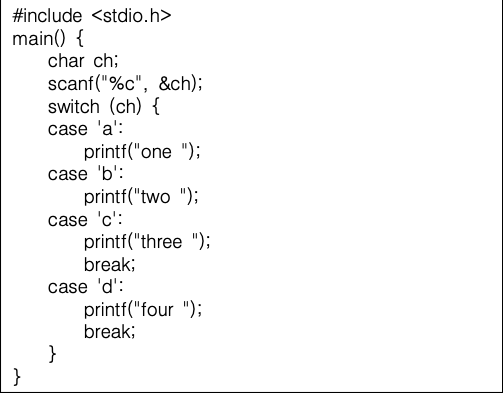 #include <stdio.h>
main() {
    char ch;
    scanf("%c", &ch);
    switch (ch) {
    case 'a':
        printf("one ");
    case 'b':
        printf("two ");
    case 'c':
        printf("three ");
        break;
    case 'd':
        printf("four ");
        break;
    }
}